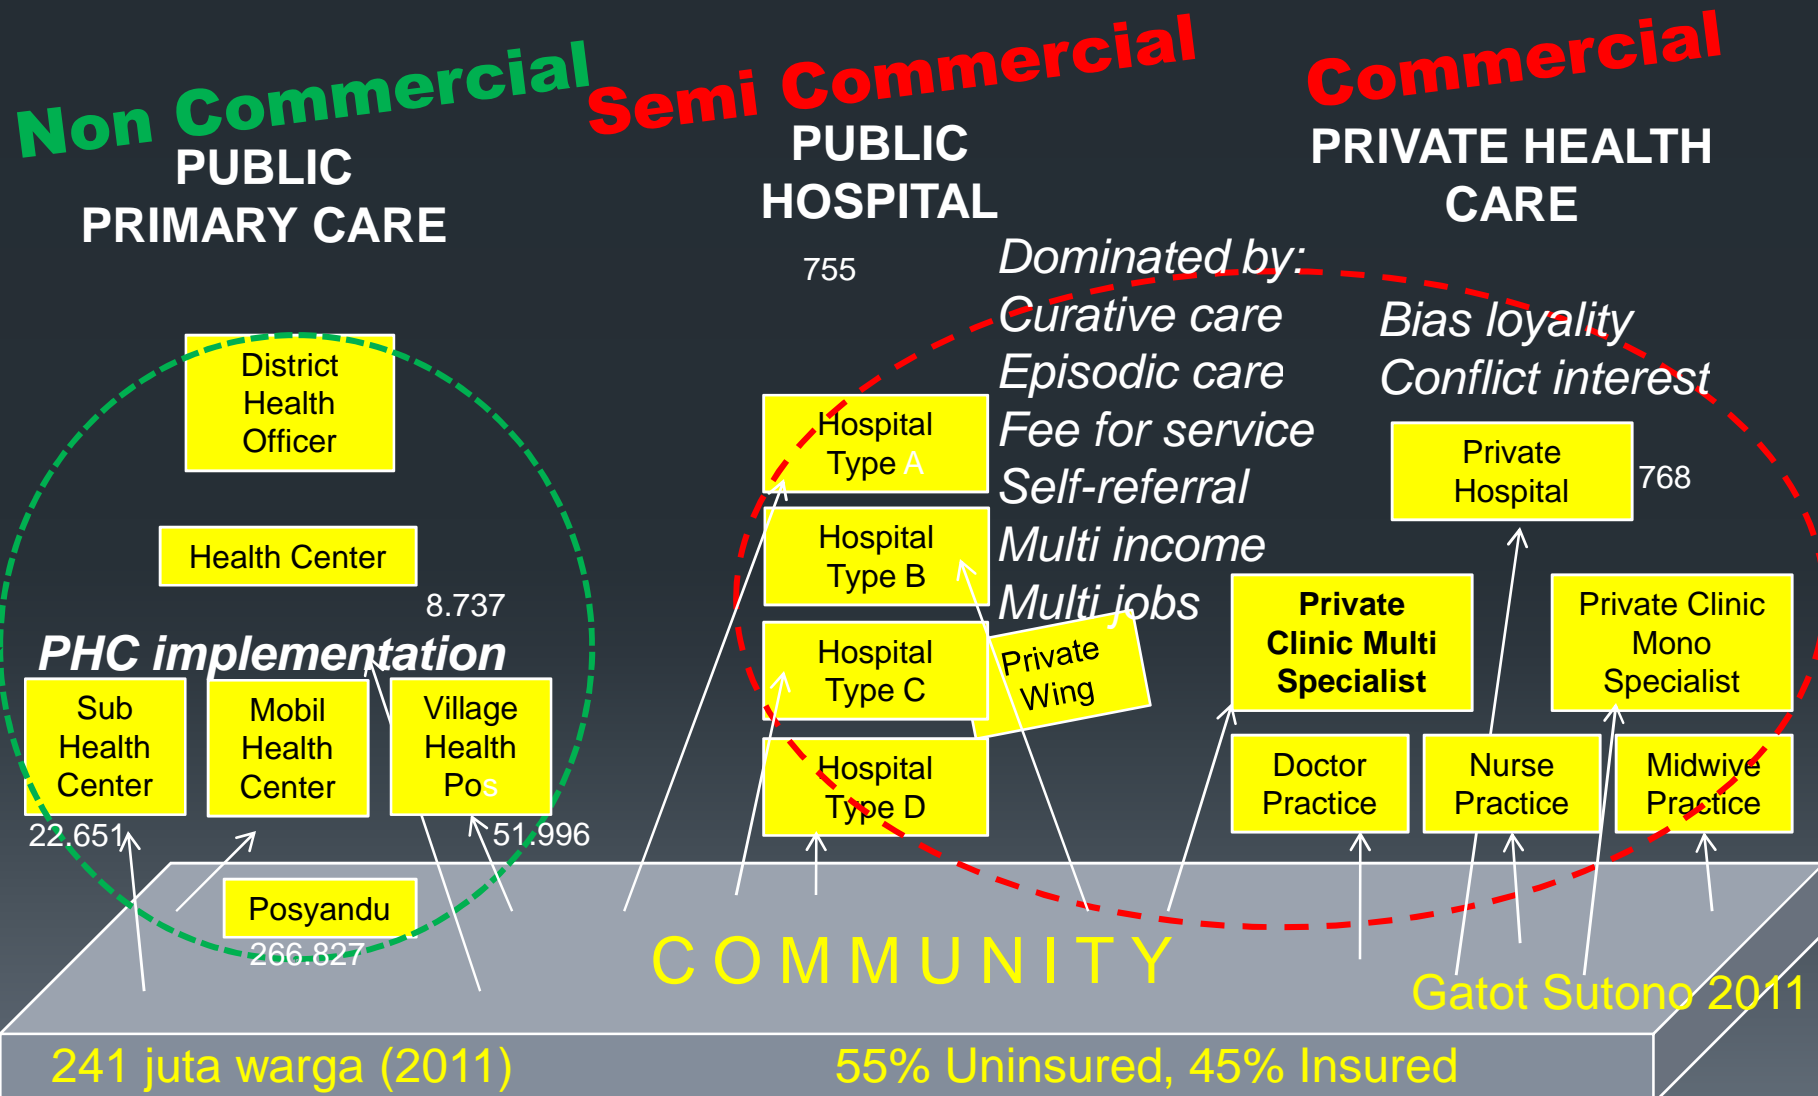 Non Commercial
PUBLIC
PRIMARY CARE
Semi Commercial
PUBLIC
HOSPITAL
755
Commercial
PRIVATE HEALTH
CARE
District
Health
Officer
Health Center
8.737
PHC implementation
Sub
Health
Center
22.651
Mobil
Health
Center
Village
Health
Pos
51.996
Posyandu
266.827
Hospital
Type A
Hospital
Type B
Hospital
Type C
Hospital
Type D
Private
Wing
Dominated by:
Curative care
Episodic care
Fee for service
Self-referral
Multi income
Multi jobs
Bias loyality
Conflict interest
Private
Hospital
768
Private
Clinic Multi
Specialist
Private Clinic
Mono
Specialist
Doctor
Practice
Nurse
Practice
Midwive
Practice
COMMUNITY
Gatot Sutono 2011
241 juta warga (2011)
55% Uninsured, 45% Insured